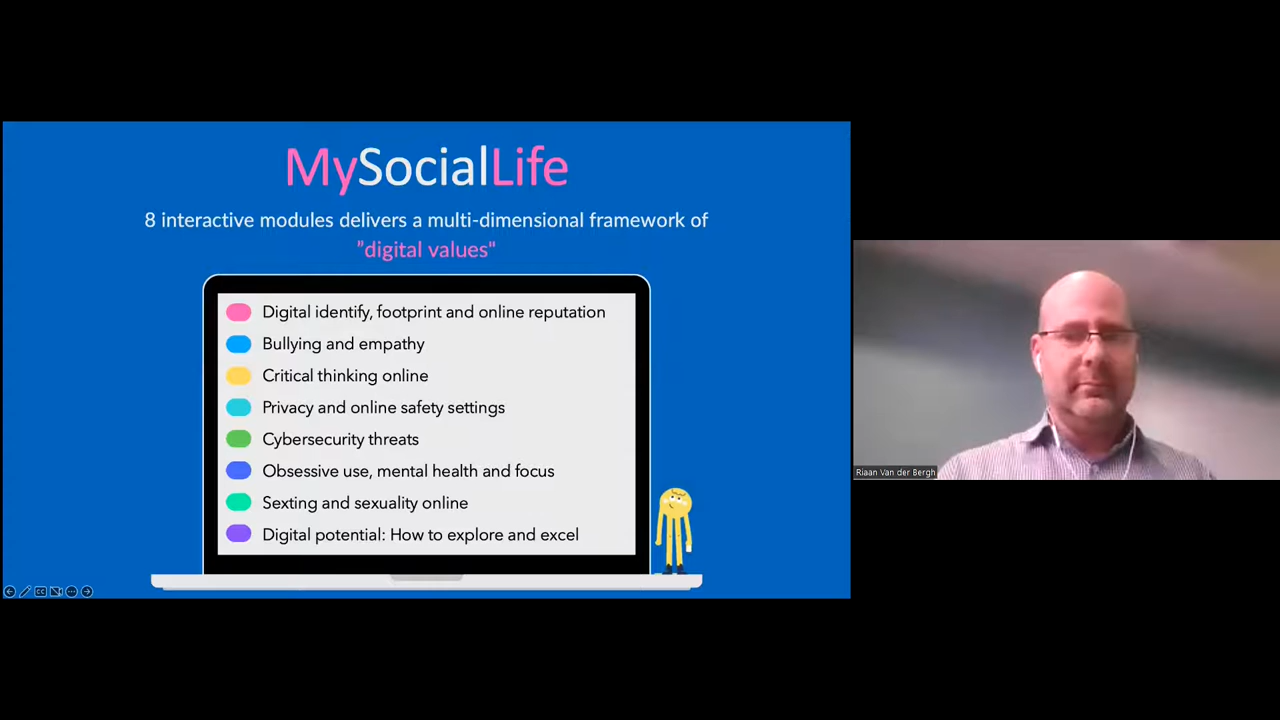 MySocialLife
8 interactive modules delivers a multi-dimensional framework of
"digital values"
Digital identify, footprint and online reputation
Bullying and empathy
Critical thinking online
Privacy and online safety settings
Cybersecurity threats
Obsessive use, mental health and focus
Sexting and sexuality online
Digital potential: How to explore and excel
Riaan Van der Bergh